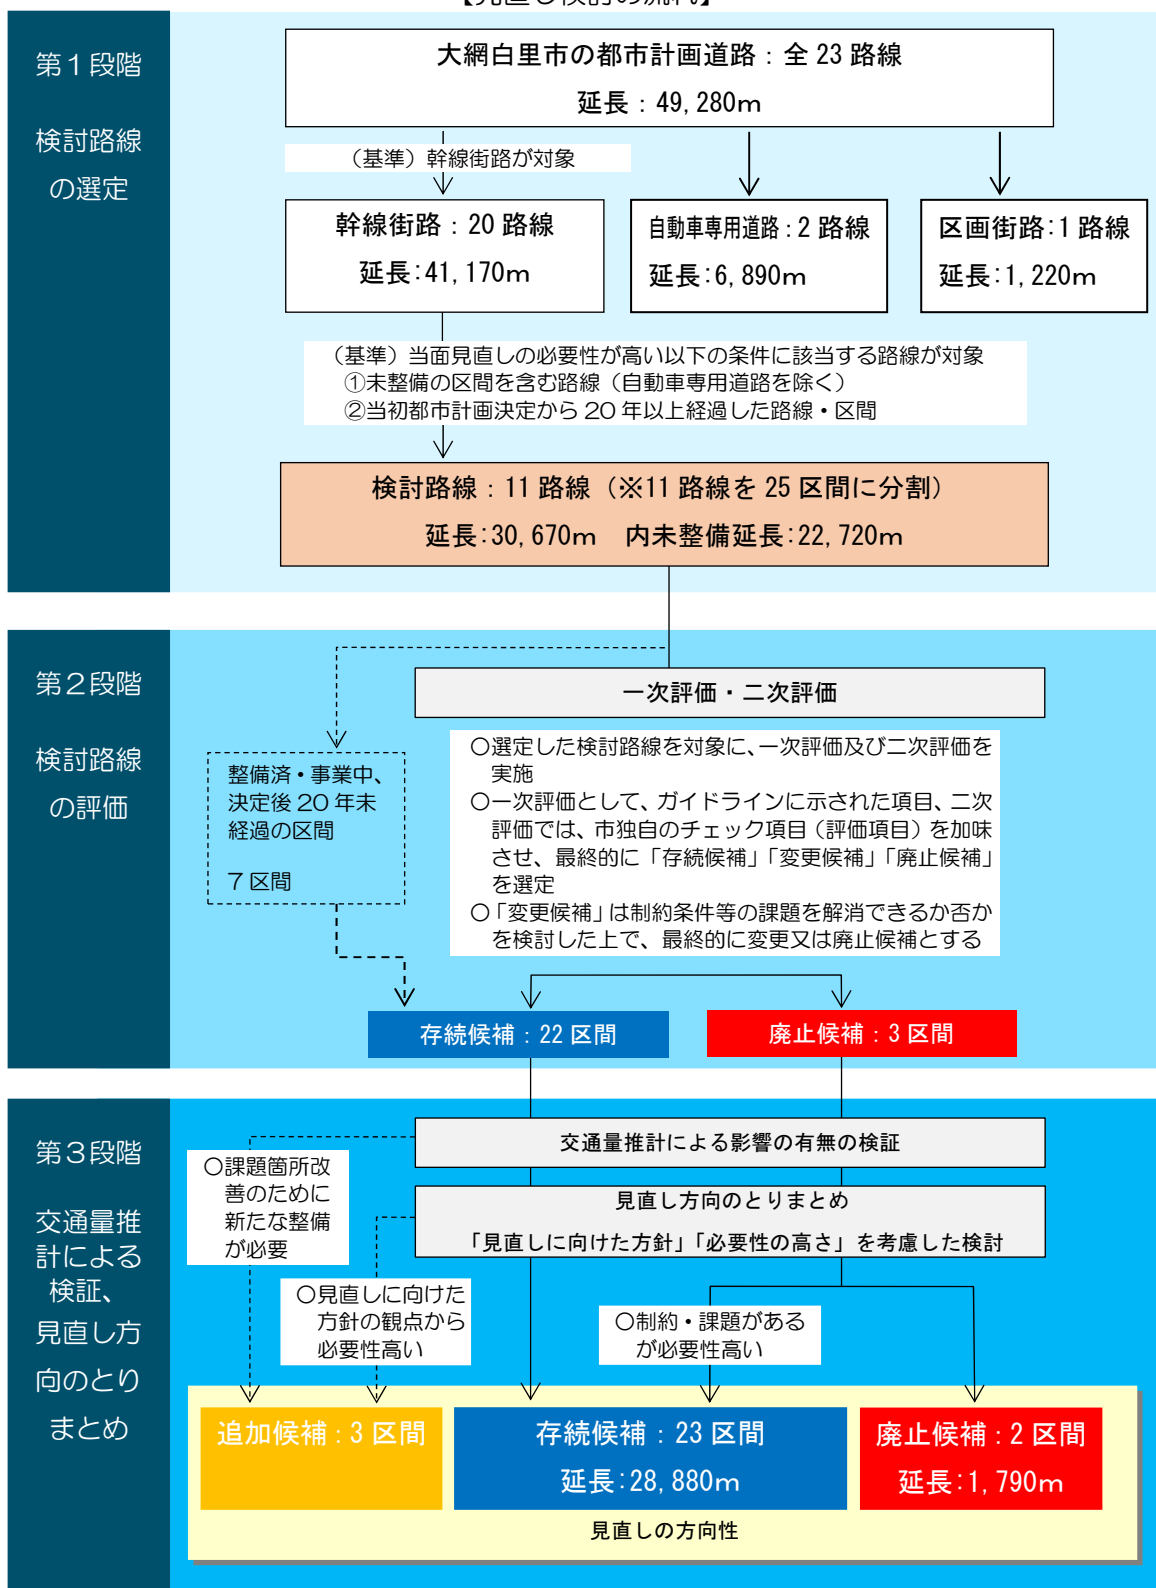 【見直し検討の流れ】
第1段階
検討路線
の選定
大網白里市の都市計画道路：全 23 路線
延長：49,280m
（基準）幹線街路が対象
幹線街路：20 路線
延長：41,170m
自動車専用道路：2 路線
延長：6,890m
区画街路：1 路線
延長：1,220m
（基準）当面見直しの必要性が高い以下の条件に該当する路線が対象
①未整備の区間を含む路線（自動車専用道路を除く）
②当初都市計画決定から 20 年以上経過した路線・区間
検討路線：11 路線（※11 路線を 25 区間に分割）
延長：30,670m　内未整備延長：22,720m
第2段階
検討路線
の評価
一次評価・二次評価
整備済・事業中、
決定後 20 年未
経過の区間
7 区間
○選定した検討路線を対象に、一次評価及び二次評価を
実施
○一次評価として、ガイドラインに示された項目、二次
評価では、市独自のチェック項目（評価項目）を加味
させ、最終的に「存続候補」「変更候補」「廃止候補」
を選定
○「変更候補」は制約条件等の課題を解消できるか否か
を検討した上で、最終的に変更又は廃止候補とする
存続候補：22 区間
廃止候補：3 区間
第3段階
交通量推
計による
検証、
見直し方
向のとり
まとめ
交通量推計による影響の有無の検証
○課題箇所改
善のために
新たな整備
が必要
見直し方向のとりまとめ
「見直しに向けた方針」「必要性の高さ」を考慮した検討
○見直しに向けた
方針の観点から
必要性高い
○制約・課題がある
が必要性高い
追加候補：3 区間
存続候補：23 区間
延長：28,880m
廃止候補：2 区間
延長：1,790m
見直しの方向性